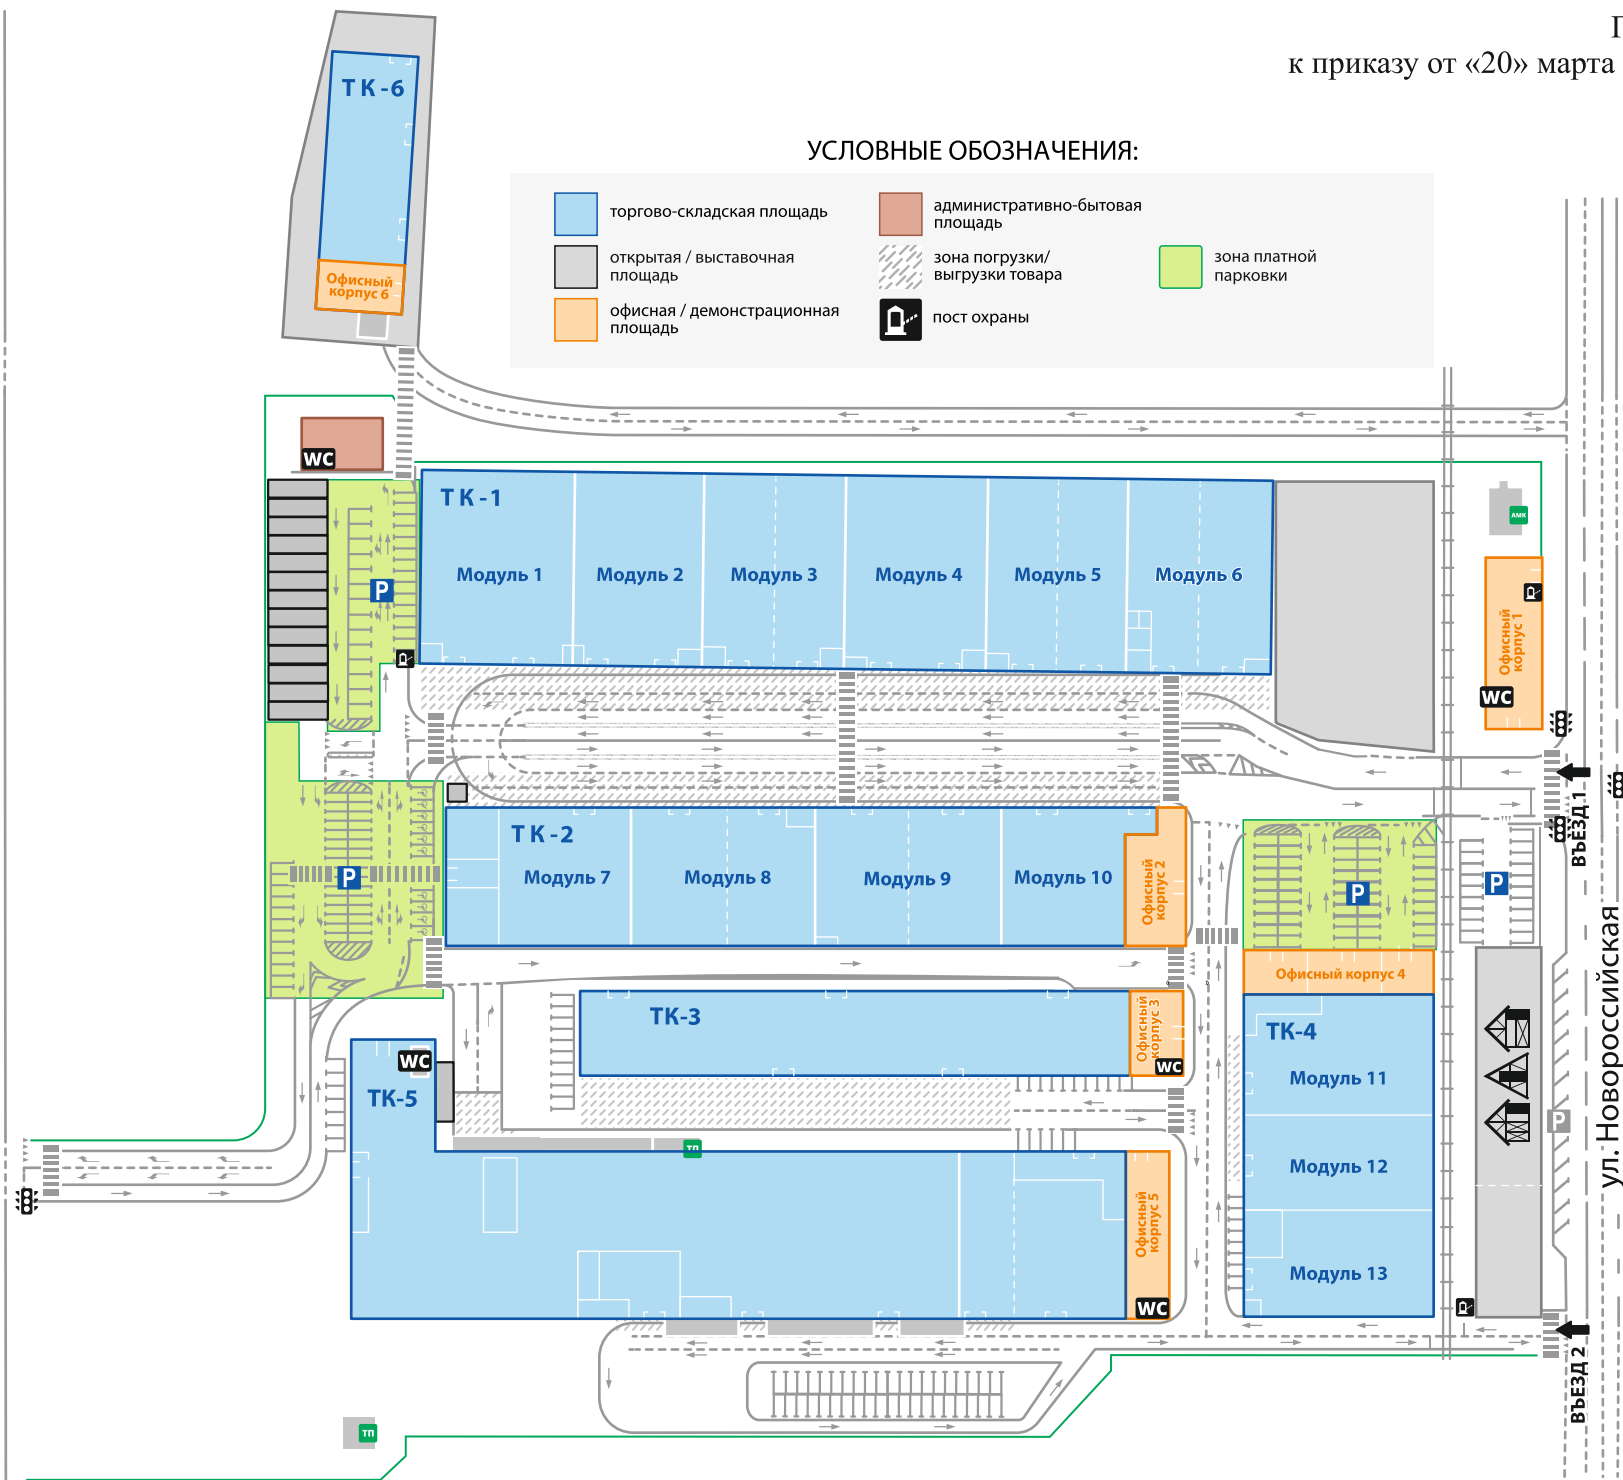 к приказу от «20» марта
ТК-6
Офисный
корпус 6
УСЛОВНЫЕ ОБОЗНАЧЕНИЯ:
торгово-складская площадь
открытая / выставочная
площадь
офисная / демонстрационная
площадь
административно-бытовая
площадь
зона погрузки/
выгрузки товара
пост охраны
зона платной
парковки
WC
ТК-1
Модуль 1
Модуль 2
Модуль 3
Модуль 4
Модуль 5
Модуль 6
P
АМК
Офисный
корпус 1
WC
ВЪЕЗД 1
ТК-2
Модуль 7
Модуль 8
Модуль 9
Модуль 10
Офисный
корпус 2
P
P
P
Офисный корпус 4
ТК-3
Офисный
корпус 3
WC
ТК-4
Модуль 11
Модуль 12
Модуль 13
P
ул. Новороссийская
WC
ТК-5
ТП
Офисный
корпус 5
WC
ВЪЕЗД 2
ТП